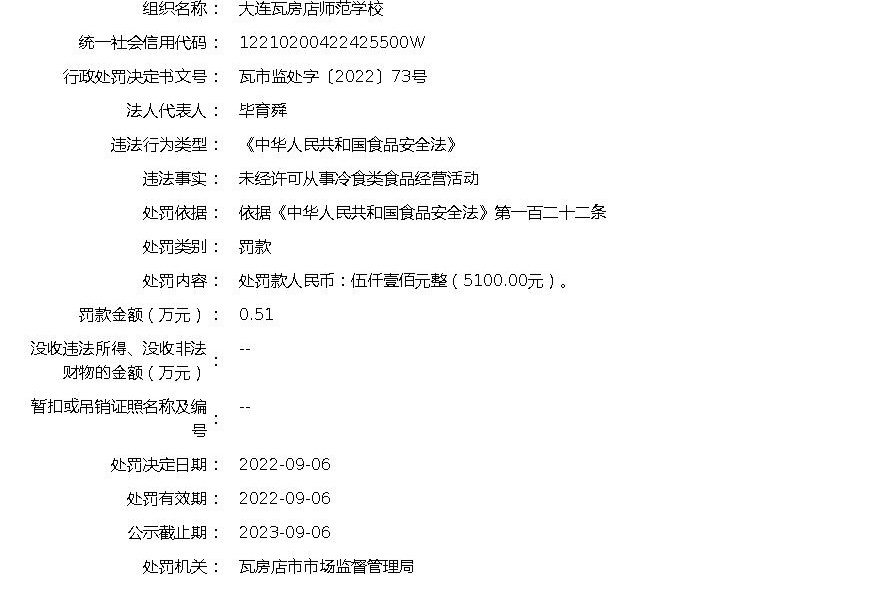 组织名称： 大连瓦房店师范学校
统一社会信用代码： 12210200422425500W
行政处罚决定书文号： 瓦市监处字〔2022〕73号
法人代表人： 毕育舜
违法行为类型： 《中华人民共和国食品安全法》
违法事实： 未经许可从事冷食类食品经营活动
处罚依据： 依据《中华人民共和国食品安全法》第一百二十二条
处罚类别： 罚款
处罚内容： 处罚款人民币：伍仟壹佰元整（5100.00元）。
罚款金额（万元）： 0.51
没收违法所得、没收非法
财物的金额（万元）： --
暂扣或吊销证照名称及编
号： --
处罚决定日期： 2022-09-06
处罚有效期： 2022-09-06
公示截止期： 2023-09-06
处罚机关： 瓦房店市市场监督管理局